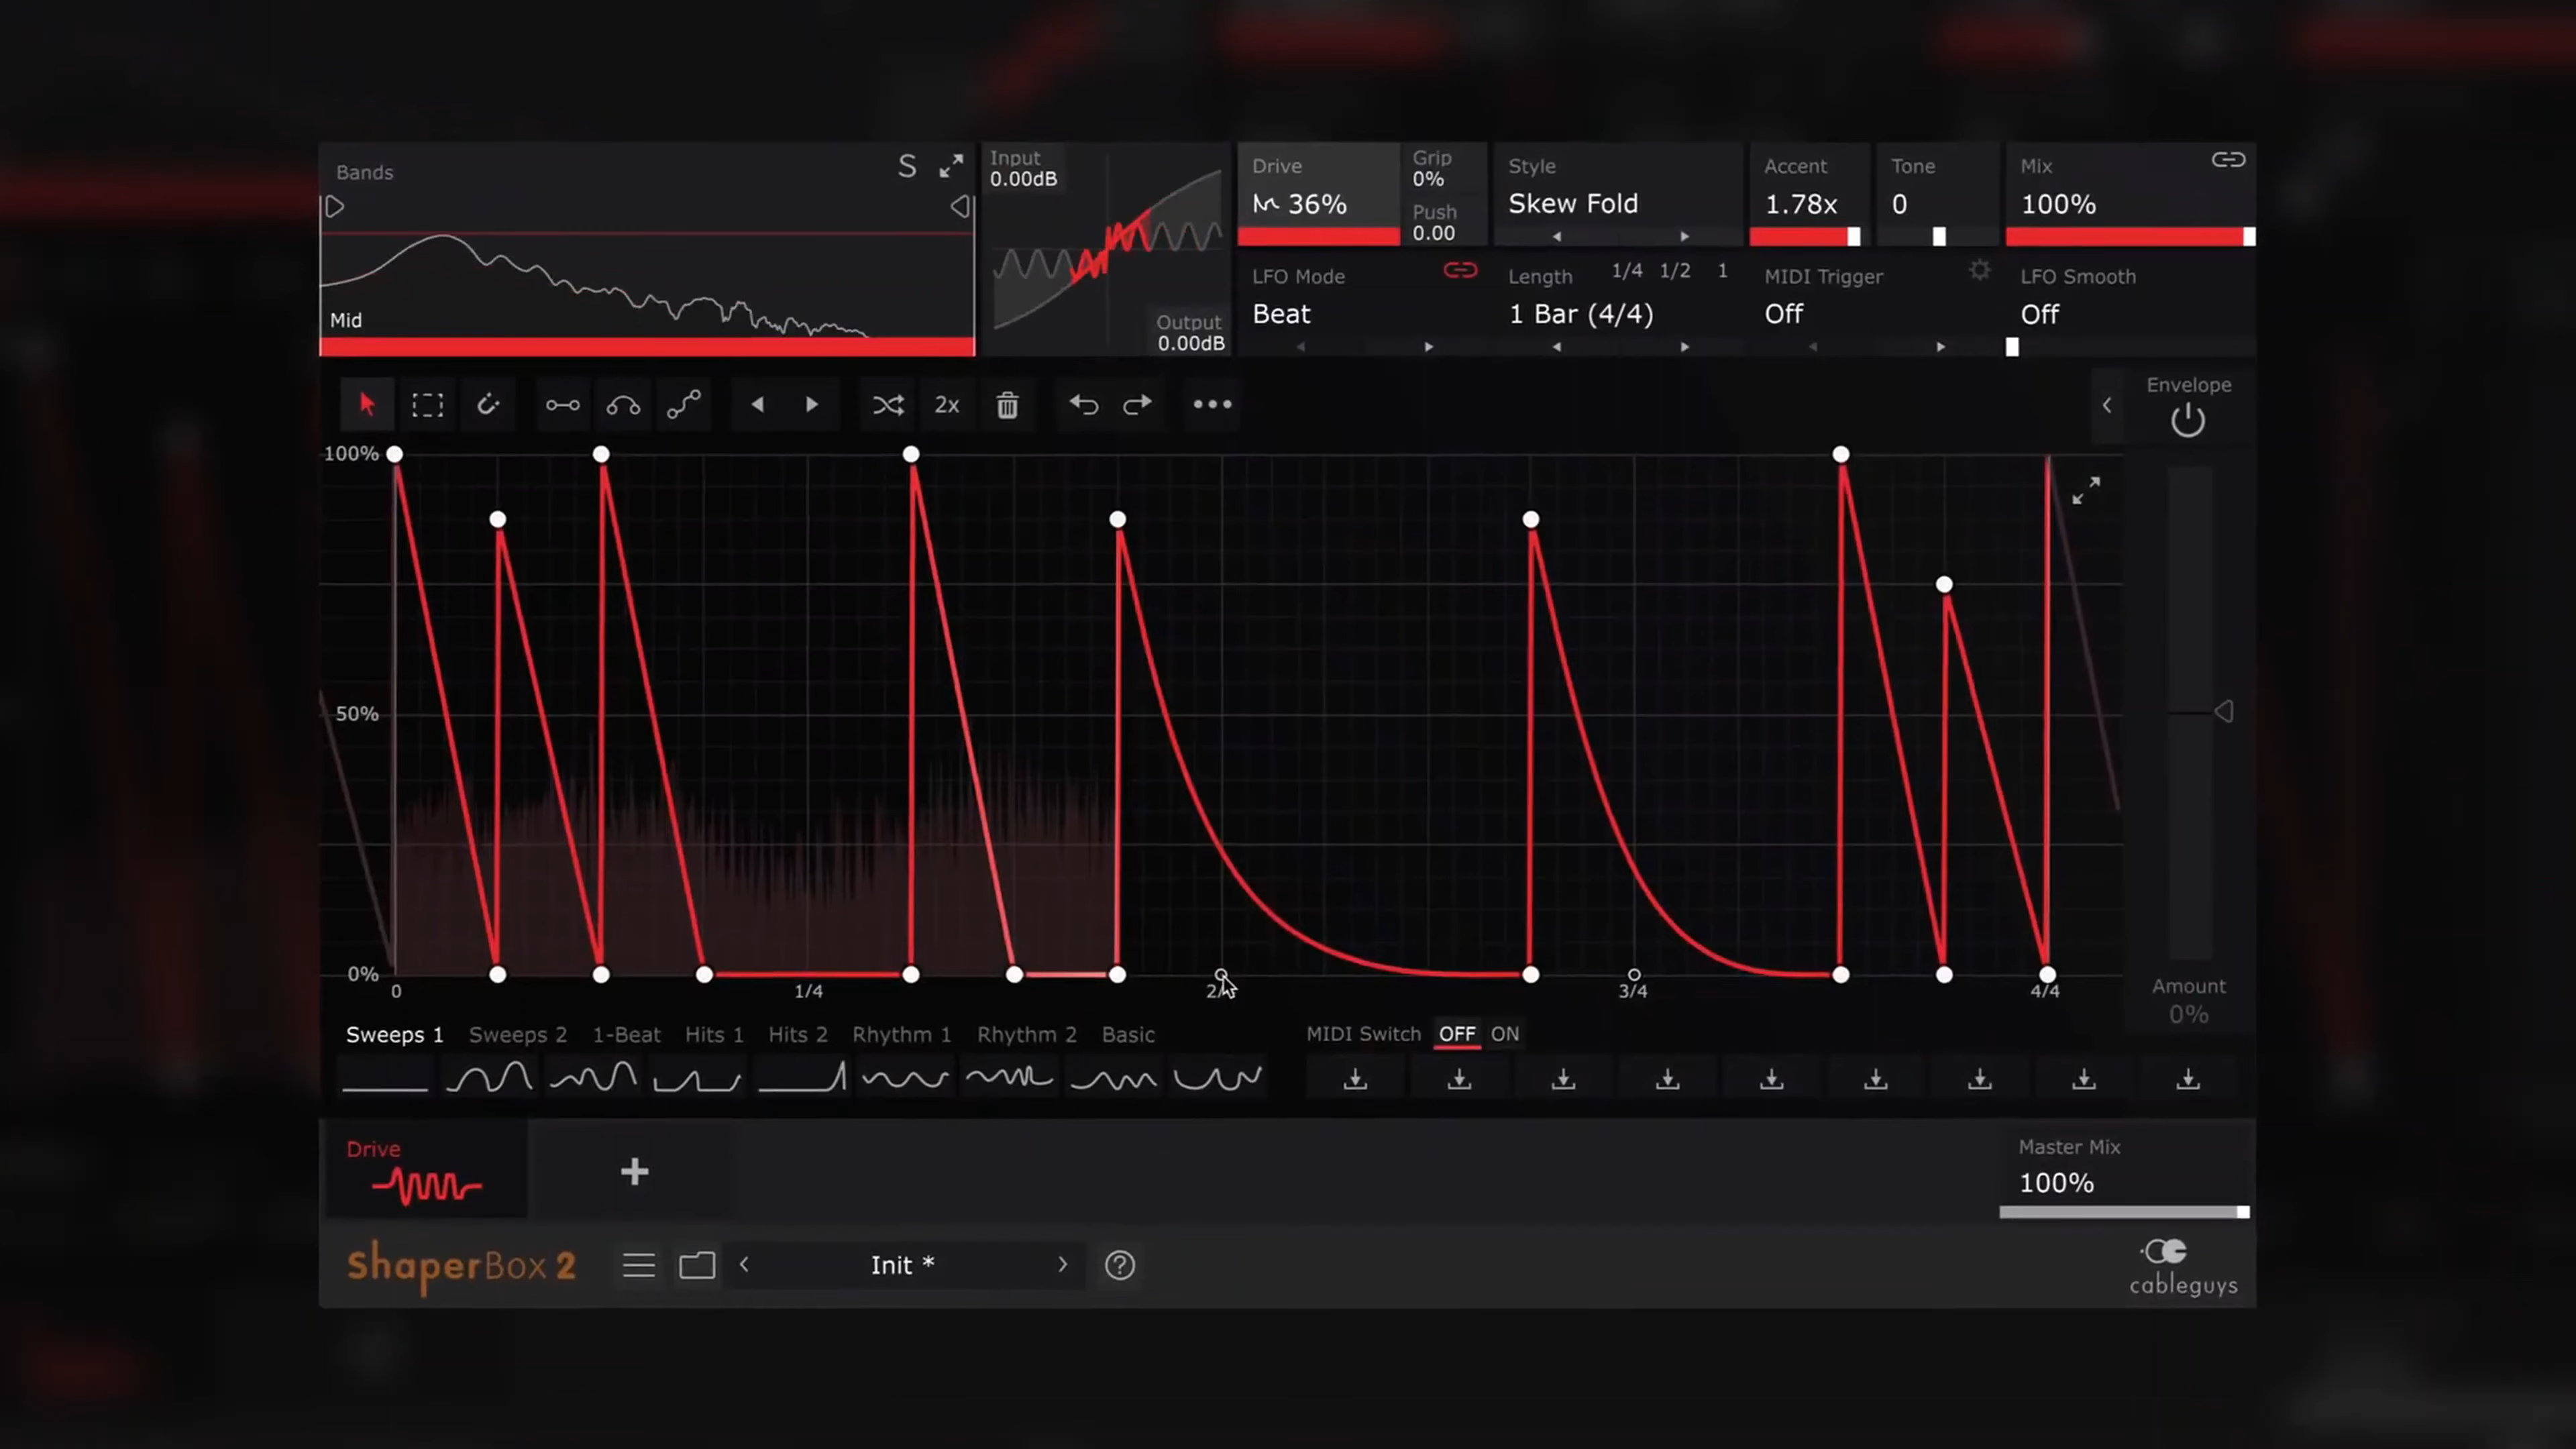 Bands
S
Mid
Input
0.00dB
Output
0.00dB
Drive
36%
Grip
0%
Push
0.00
Style
Skew Fold
Accent
1.78x
Tone
0
Mix
100%
LFO Mode
Beat
Length 1/4 1/2 1
1 Bar (4/4)
MIDI Trigger
Off
LFO Smooth
Off
2x
Envelope
100%
50%
0%
0 1/4 3/4 4/4
Amount
0%
Sweeps 1 Sweeps 2 1-Beat Hits 1 Hits 2 Rhythm 1 Rhythm 2 Basic
MIDI Switch OFF ON
Drive
+
Master Mix
100%
ShaperBox 2
Init *
?
cableguys